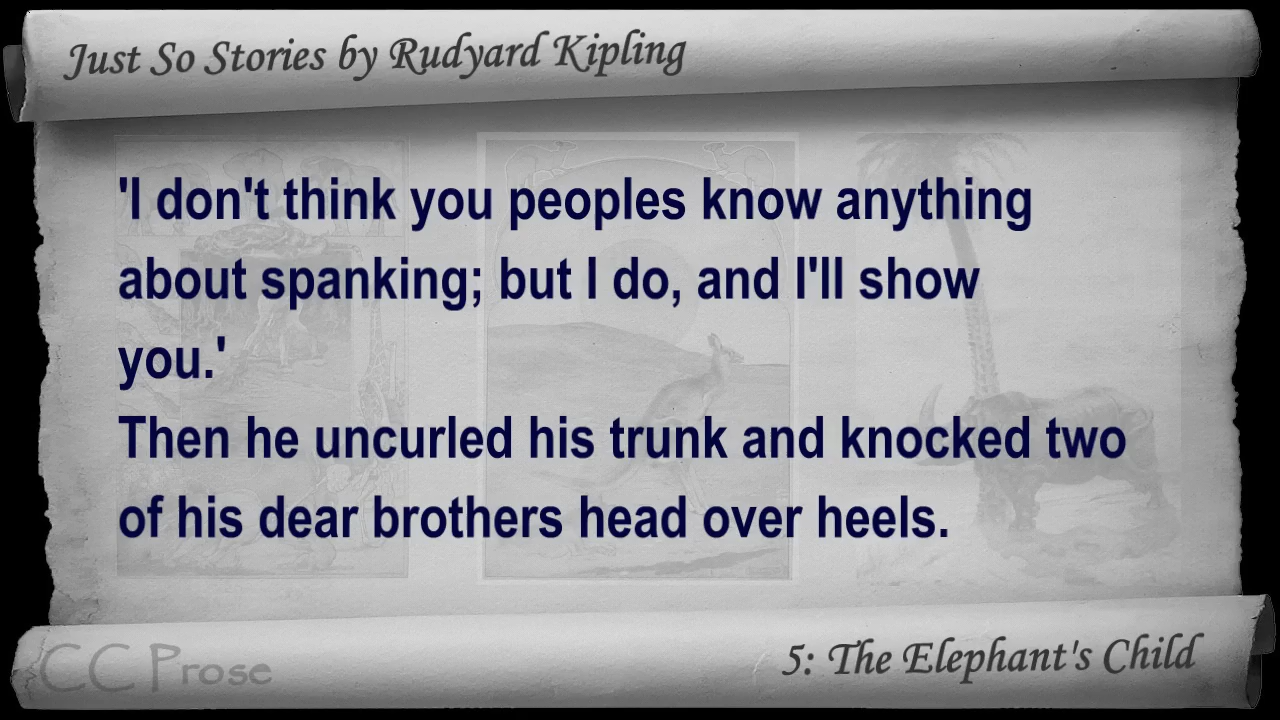 Just So Stories by Rudyard Kipling
'I don't think you peoples know anything
about spanking; but I do, and I'll show
you.'
Then he uncurled his trunk and knocked two
of his dear brothers head over heels.
CC Prose
5: The Elephant's Child